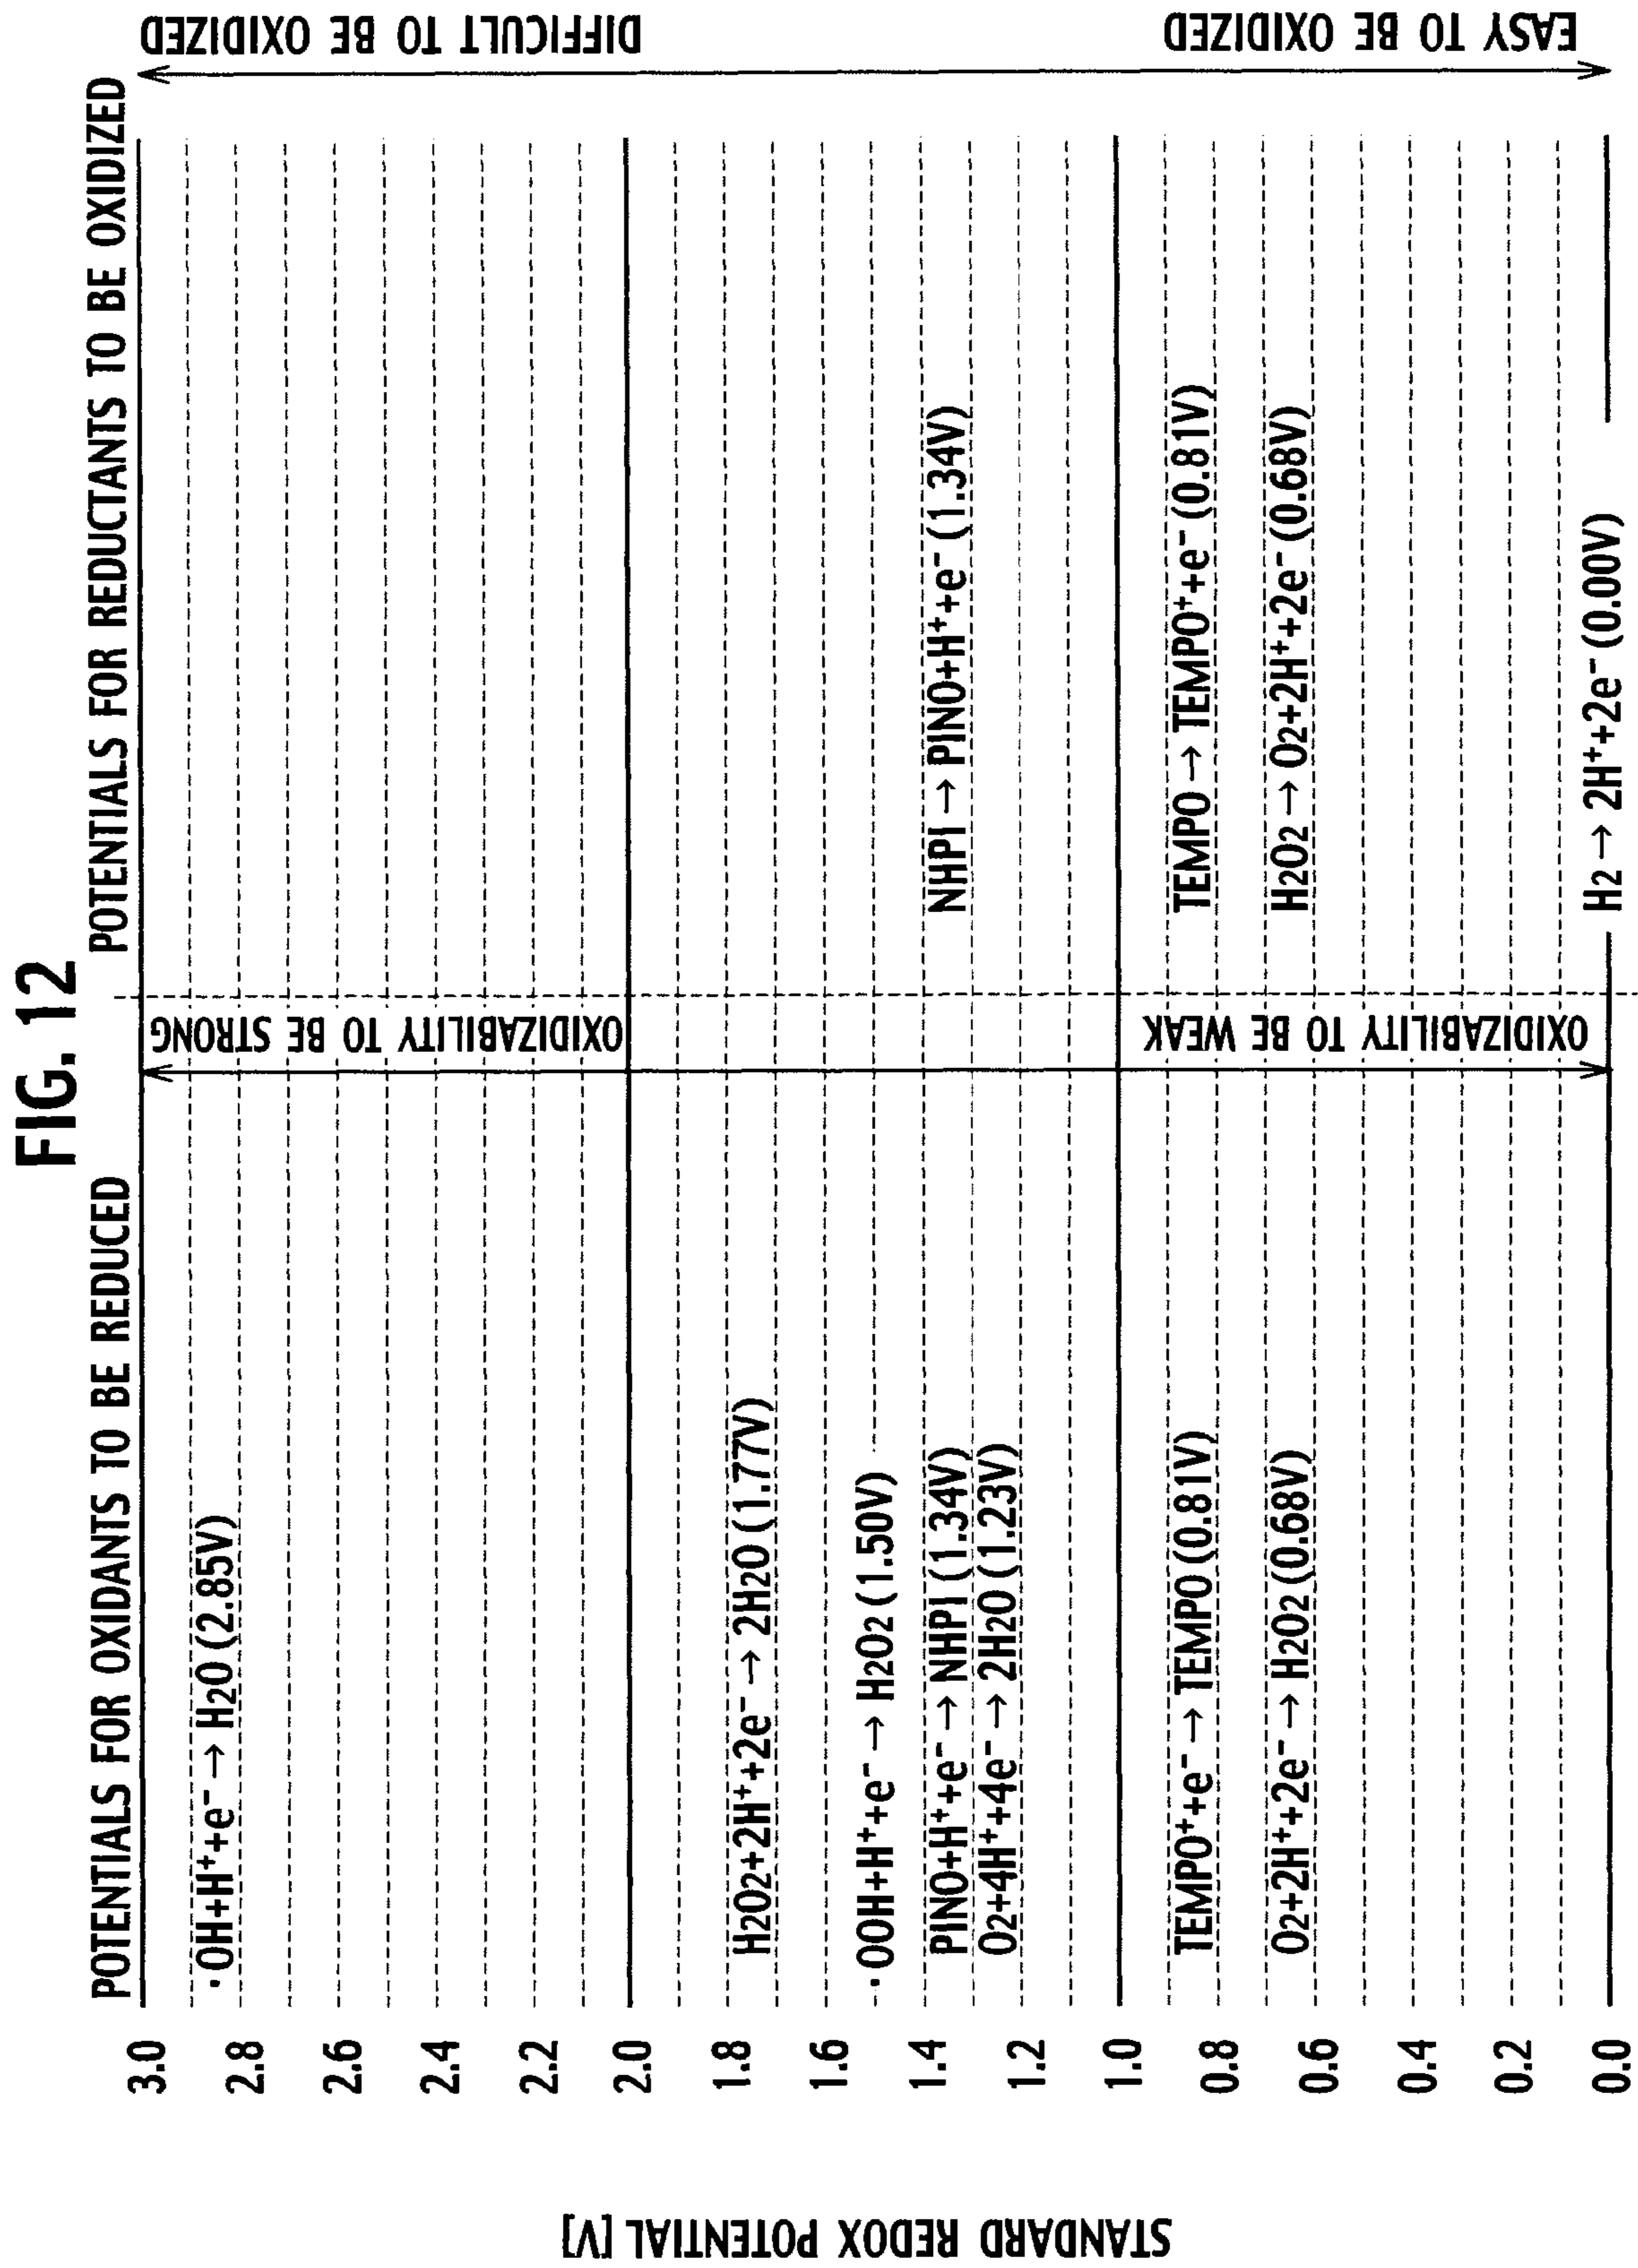 FIG. 12
POTENTIALS FOR OXIDANTS TO BE REDUCED
POTENTIALS FOR REDUCTANTS TO BE OXIDIZED
STANDARD REDOX POTENTIAL [V]
3.0
2.8
2.6
2.4
2.2
2.0
1.8
1.6
1.4
1.2
1.0
0.8
0.6
0.4
0.2
0.0
·OH+H⁺+e⁻ → H₂O (2.85V)
H₂O₂+2H⁺+2e⁻ → 2H₂O (1.77V)
·OOH+H⁺+e⁻ → H₂O₂ (1.50V)
PINO+H⁺+e⁻ → NHPI (1.34V)
O₂+4H⁺+4e⁻ → 2H₂O (1.23V)
TEMPO⁺+e⁻ → TEMPO (0.81V)
O₂+2H⁺+2e⁻ → H₂O₂ (0.68V)
OXIDIZABILITY TO BE STRONG
OXIDIZABILITY TO BE WEAK
NHPI → PINO+H⁺+e⁻ (1.34V)
TEMPO → TEMPO⁺+e⁻ (0.81V)
H₂O₂ → O₂+2H⁺+2e⁻ (0.68V)
H₂ → 2H⁺+2e⁻ (0.00V)
DIFFICULT TO BE OXIDIZED
EASY TO BE OXIDIZED